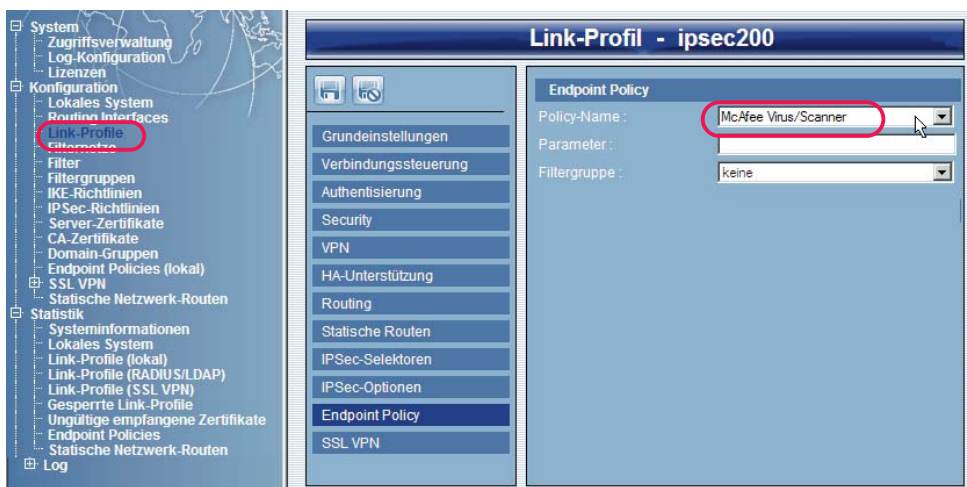 System
Zugriffsverwaltung
Log-Konfiguration
Lizenzen
Konfiguration
Lokales System
Routing Interfaces
Link-Profile
Filternetze
Filter
Filtergruppen
IKE-Richtlinien
IPSec-Richtlinien
Server-Zertifikate
CA-Zertifikate
Domain-Gruppen
Endpoint Policies (lokal)
SSL VPN
Statische Netzwerk-Routen
Statistik
Systeminformationen
Lokales System
Link-Profile (lokal)
Link-Profile (RADIUS/LDAP)
Link-Profile (SSL VPN)
Gesperrte Link-Profile
Ungültige empfangene Zertifikate
Endpoint Policies
Statische Netzwerk-Routen
Log
Link-Profil - ipsec200
Grundeinstellungen
Verbindungssteuerung
Authentisierung
Security
VPN
HA-Unterstützung
Routing
Statische Routen
IPSec-Selektoren
IPSec-Optionen
Endpoint Policy
SSL VPN
Endpoint Policy
Policy-Name : McAfee Virus/Scanner
Parameter :
Filtergruppe : keine